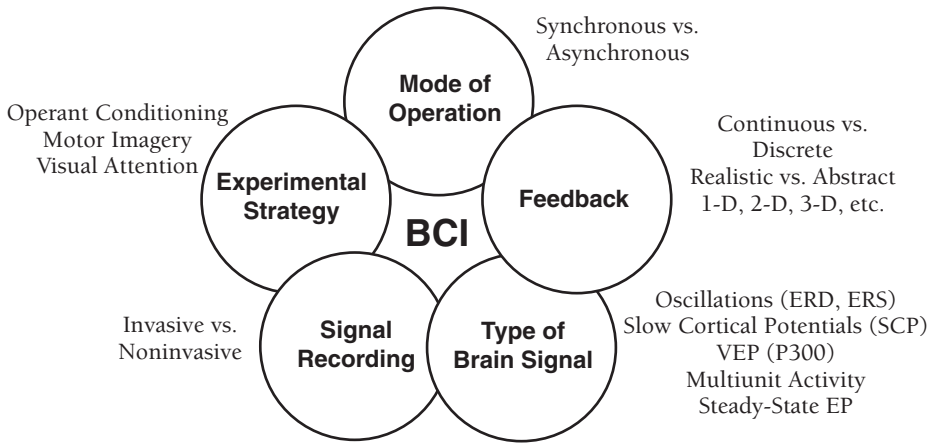 Synchronous vs.
Asynchronous
Mode of
Operation
Operant Conditioning
Motor Imagery
Visual Attention
Experimental
Strategy
Continuous vs.
Discrete
Realistic vs. Abstract
1-D, 2-D, 3-D, etc.
Feedback
BCI
Invasive vs.
Noninvasive
Signal
Recording
Type of
Brain Signal
Oscillations (ERD, ERS)
Slow Cortical Potentials (SCP)
VEP (P300)
Multiunit Activity
Steady-State EP